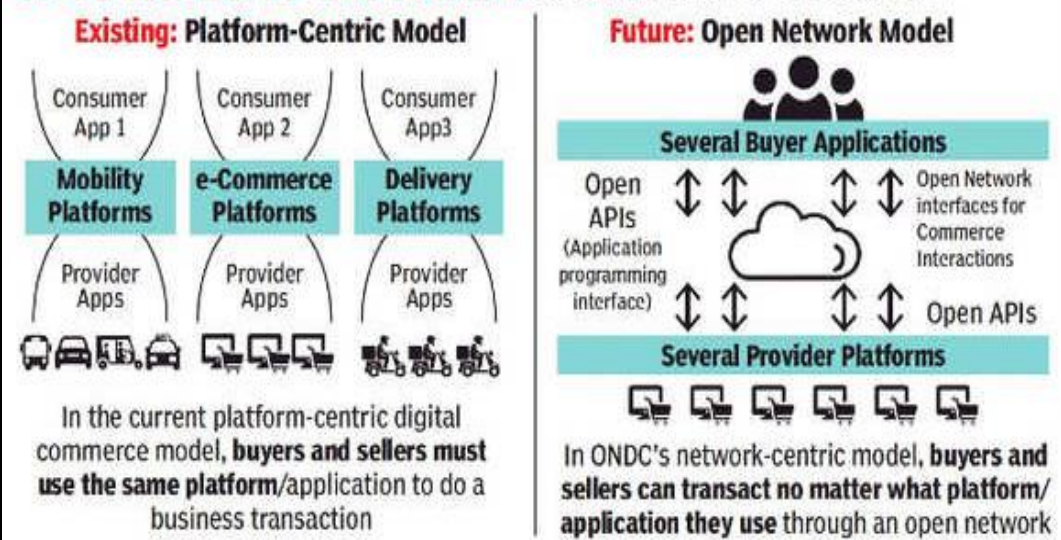 Existing: Platform-Centric Model
Consumer
App 1
Mobility
Platforms
Provider
Apps
Consumer
App 2
e-Commerce
Platforms
Provider
Apps
Consumer
App3
Delivery
Platforms
Provider
Apps
In the current platform-centric digital
commerce model, buyers and sellers must
use the same platform/application to do a
business transaction
Future: Open Network Model
Several Buyer Applications
Open
APIs
(Application
programming
interface)
Open Network
interfaces for
Commerce
Interactions
Open APIs
Several Provider Platforms
In ONDC's network-centric model, buyers and
sellers can transact no matter what platform/
application they use through an open network